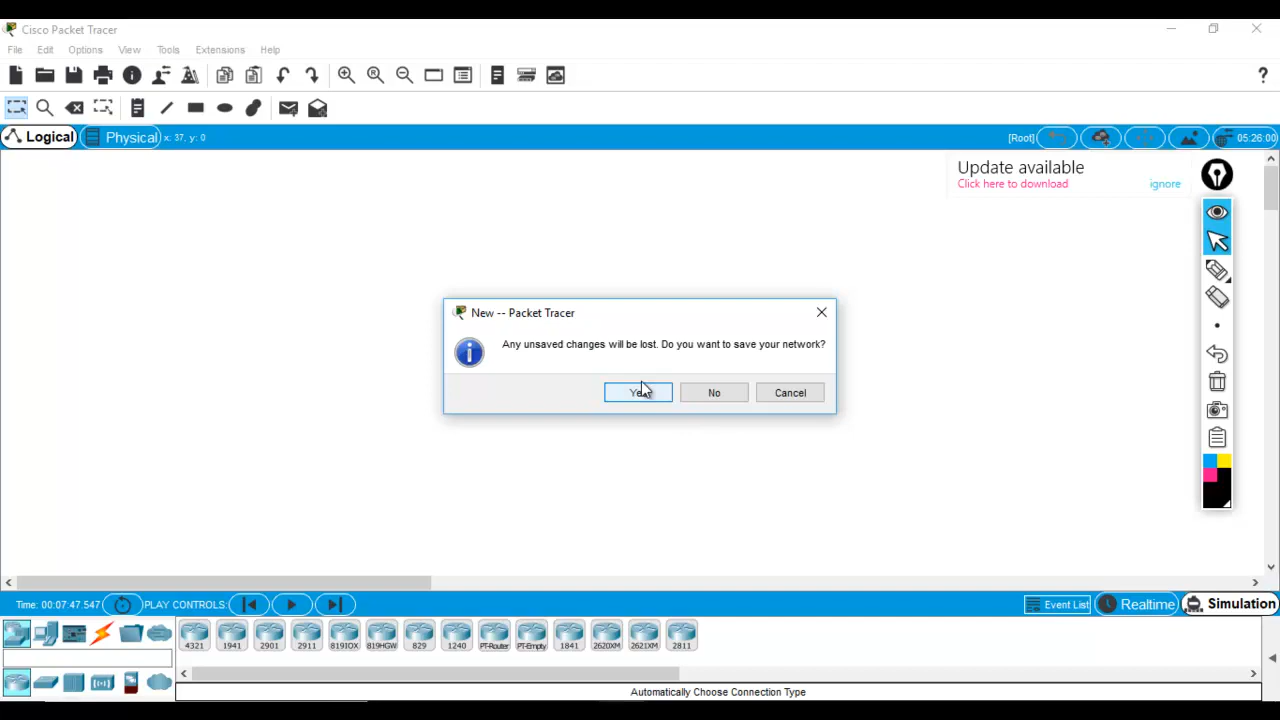 Cisco Packet Tracer
File Edit Options View Tools Extensions Help
?
Logical Physical x: 37, y: 0 [Root] 05:26:00
Update available
Click here to download ignore
New -- Packet Tracer
Any unsaved changes will be lost. Do you want to save your network?
No Cancel
Time: 00:07:47.547 PLAY CONTROLS: Event List Realtime Simulation
4321 1941 2901 2911 819IOX 819HGW 829 1240 PT-Router PT-Empty 1841 2620XM 2621XM 2811
Automatically Choose Connection Type